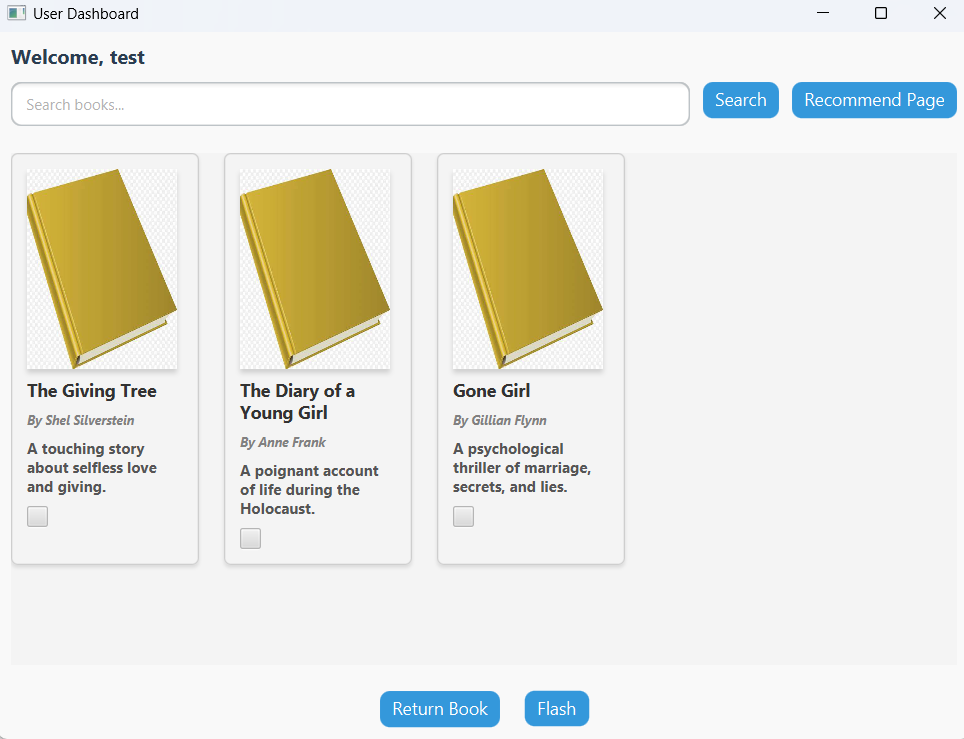 User Dashboard
Welcome, test
Search books...
Search
Recommend Page
The Giving Tree
By Shel Silverstein
A touching story
about selfless love
and giving.
The Diary of a
Young Girl
By Anne Frank
A poignant account
of life during the
Holocaust.
Gone Girl
By Gillian Flynn
A psychological
thriller of marriage,
secrets, and lies.
Return Book
Flash